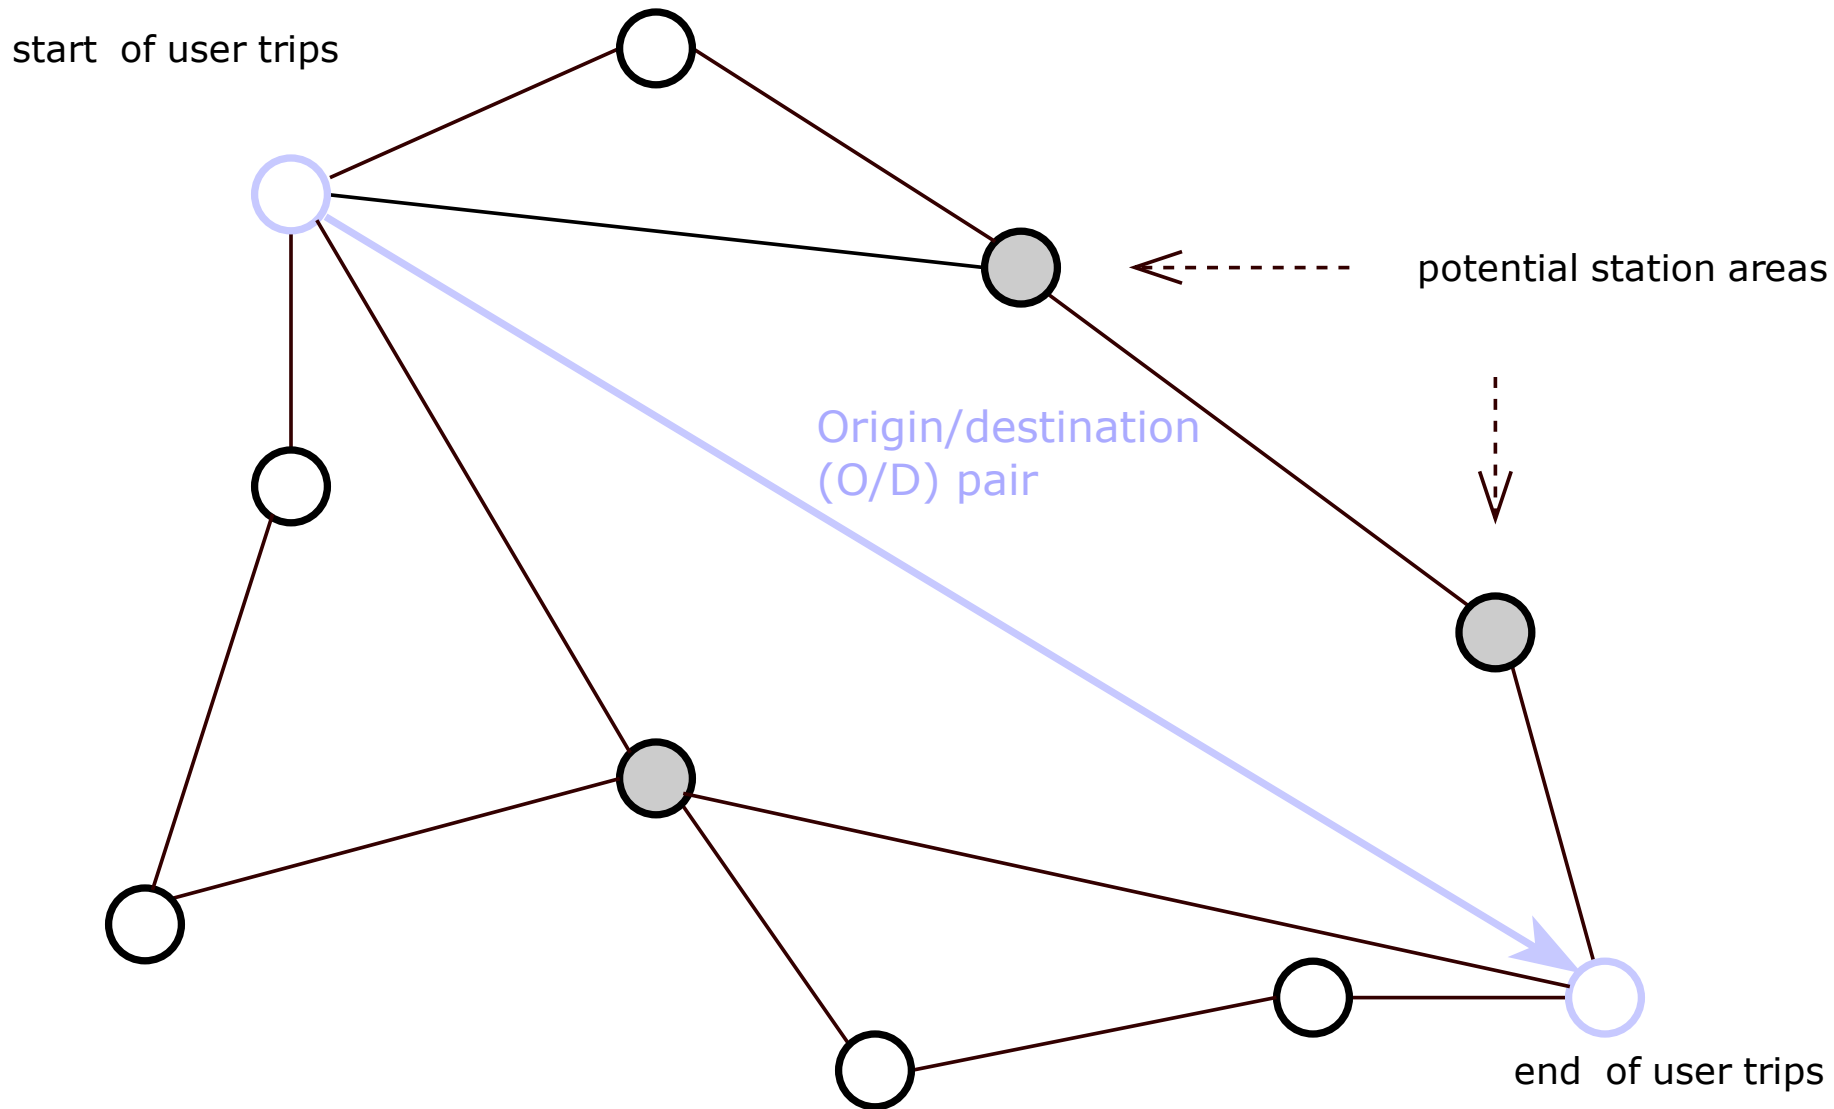 start  of user trips
potential station areas
Origin/destination
(O/D) pair
end  of user trips